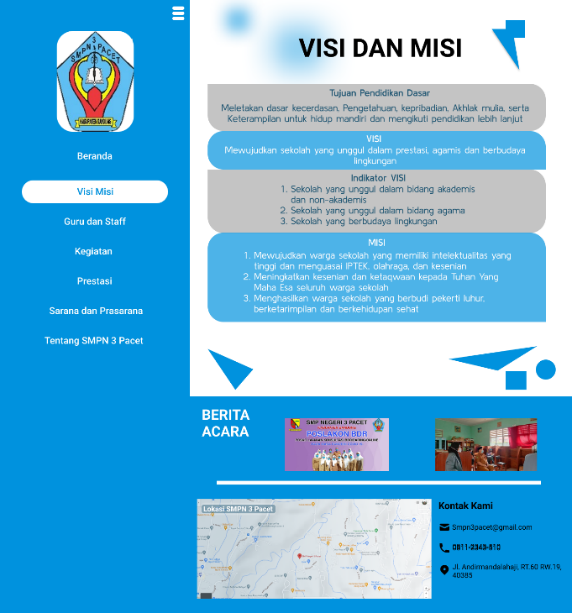 3
SMPN PACET
KABUPATEN BANDUNG
Beranda
Visi Misi
Guru dan Staff
Kegiatan
Prestasi
Sarana dan Prasarana
Tentang SMPN 3 Pacet
VISI DAN MISI
Tujuan Pendidikan Dasar
Meletakan dasar kecerdasan, Pengetahuan, kepribadian, Akhlak mulia, serta
Keterampilan untuk hidup mandiri dan mengikuti pendidikan lebih lanjut
VISI
Mewujudkan sekolah yang unggul dalam prestasi, agamis dan berbudaya
lingkungan
Indikator VISI
1. Sekolah yang unggul dalam bidang akademis
dan non-akademis
2. Sekolah yang unggul dalam bidang agama
3. Sekolah yang berbudaya lingkungan
MISI
1. Mewujudkan warga sekolah yang memiliki intelektualitas yang
tinggi dan menguasai IPTEK, olahraga, dan kesenian
2. Meningkatkan kesenian dan ketaqwaan kepada Tuhan Yang
Maha Esa seluruh warga sekolah
3. Menghasilkan warga sekolah yang berbudi pekerti luhur,
berketarimpilan dan berkehidupan sehat
BERITA
ACARA
SMP NEGERI 3 PACET
POSLAKON BDR
Lokasi SMPN 3 Pacet
Kontak Kami
Smpn3pacet@gmail.com
0811-2343-810
Jl. Andirmandalahaji, RT.60 RW.19,
40385